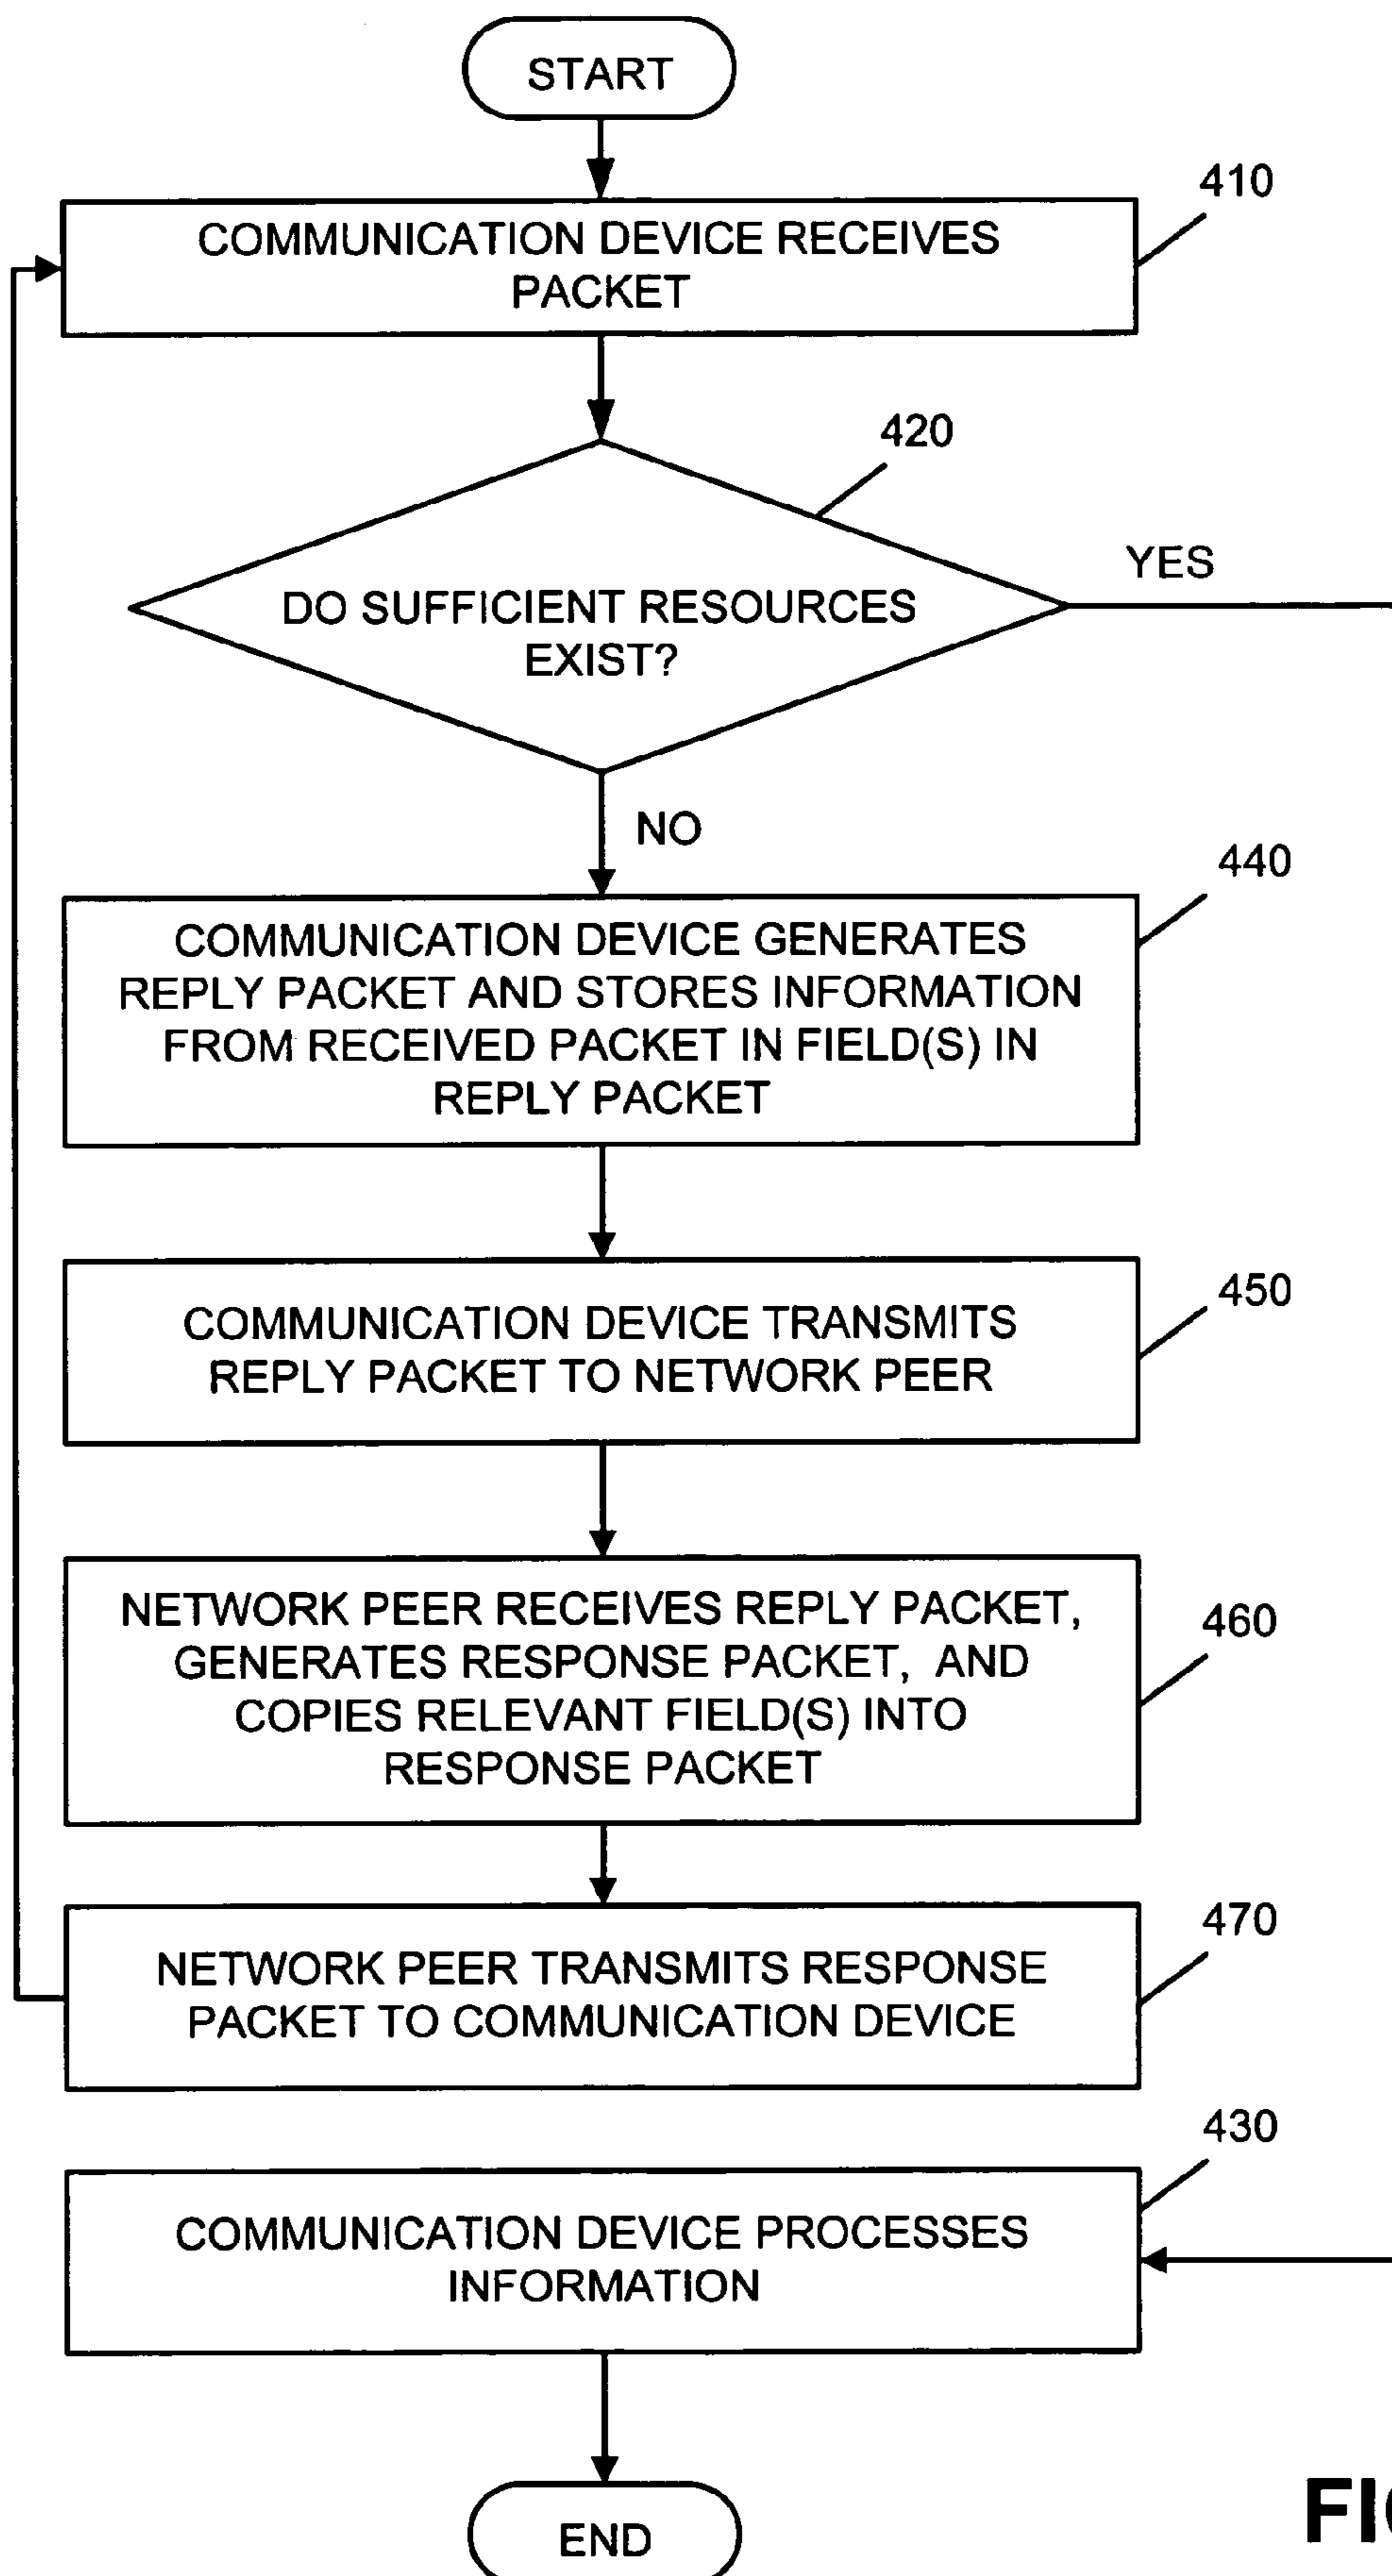 START
410
COMMUNICATION DEVICE RECEIVES
PACKET
420
YES
DO SUFFICIENT RESOURCES
EXIST?
NO
440
COMMUNICATION DEVICE GENERATES
REPLY PACKET AND STORES INFORMATION
FROM RECEIVED PACKET IN FIELD(S) IN
REPLY PACKET
450
COMMUNICATION DEVICE TRANSMITS
REPLY PACKET TO NETWORK PEER
460
NETWORK PEER RECEIVES REPLY PACKET,
GENERATES RESPONSE PACKET, AND
COPIES RELEVANT FIELD(S) INTO
RESPONSE PACKET
470
NETWORK PEER TRANSMITS RESPONSE
PACKET TO COMMUNICATION DEVICE
430
COMMUNICATION DEVICE PROCESSES
INFORMATION
END